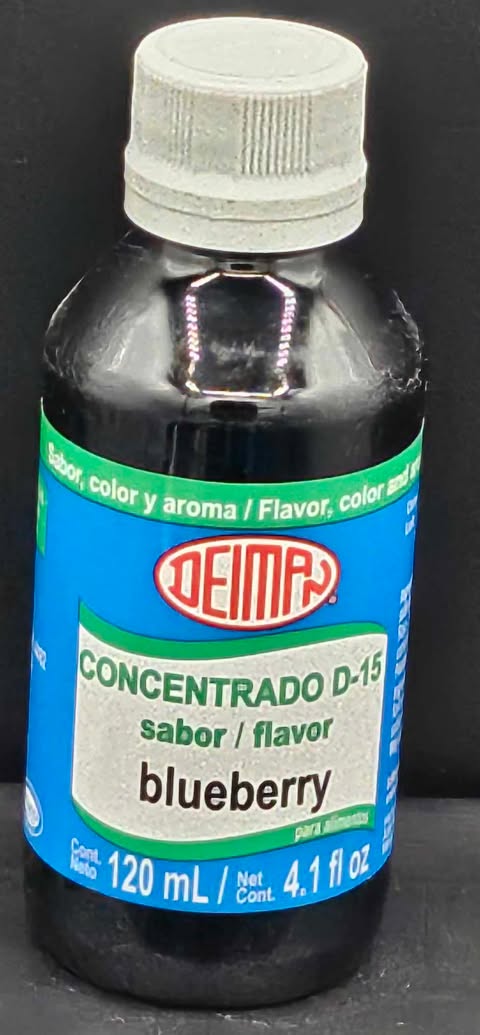 Sabor, color y aroma / Flavor, color and
DEIMAN
CONCENTRADO D-15
sabor / flavor
blueberry
para alimentos
Cont. Neto 120 mL / Net Cont. 4.1 fl oz